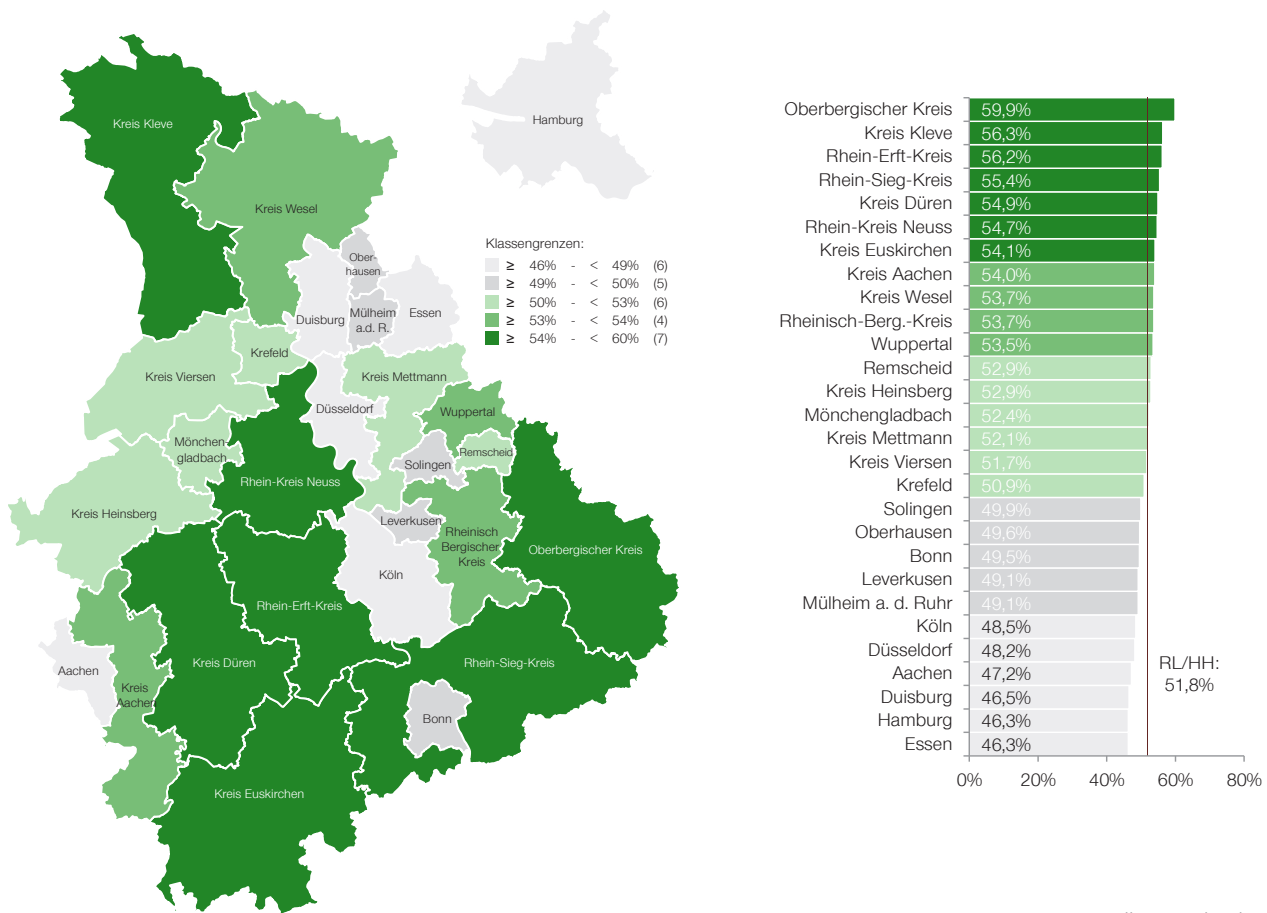 Hamburg
Kreis Kleve
Kreis Wesel
Klassengrenzen:
≥ 46% - < 49% (6)
≥ 49% - < 50% (5)
≥ 50% - < 53% (6)
≥ 53% - < 54% (4)
≥ 54% - < 60% (7)
Ober-
hausen
Duisburg
Mülheim
a.d. R.
Essen
Krefeld
Kreis Viersen
Kreis Mettmann
Düsseldorf
Wuppertal
Mönchen-
gladbach
Solingen
Remscheid
Rhein-Kreis Neuss
Kreis Heinsberg
Leverkusen
Rheinisch
Bergischer
Kreis
Oberbergischer Kreis
Köln
Rhein-Erft-Kreis
Aachen
Kreis Düren
Rhein-Sieg-Kreis
Kreis
Aachen
Bonn
Kreis Euskirchen
Oberbergischer Kreis 59,9%
Kreis Kleve 56,3%
Rhein-Erft-Kreis 56,2%
Rhein-Sieg-Kreis 55,4%
Kreis Düren 54,9%
Rhein-Kreis Neuss 54,7%
Kreis Euskirchen 54,1%
Kreis Aachen 54,0%
Kreis Wesel 53,7%
Rheinisch-Berg.-Kreis 53,7%
Wuppertal 53,5%
Remscheid 52,9%
Kreis Heinsberg 52,9%
Mönchengladbach 52,4%
Kreis Mettmann 52,1%
Kreis Viersen 51,7%
Krefeld 50,9%
Solingen 49,9%
Oberhausen 49,6%
Bonn 49,5%
Leverkusen 49,1%
Mülheim a. d. Ruhr 49,1%
Köln 48,5%
Düsseldorf 48,2%
Aachen 47,2%
Duisburg 46,5%
Hamburg 46,3%
Essen 46,3%
RL/HH:
51,8%
0% 20% 40% 60% 80%